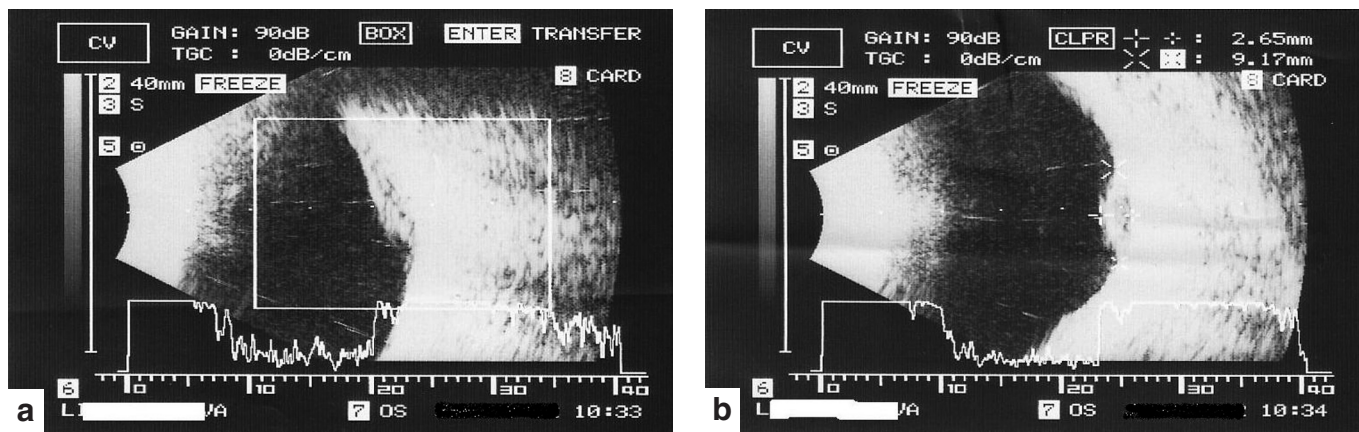 CV
GAIN: 90dB
TGC : 0dB/cm
BOX
ENTER TRANSFER
2 40mm FREEZE
8 CARD
3 S
5
0 10 20 30 40
6
7 OS
10:33
a
CV
GAIN: 90dB
TGC : 0dB/cm
CLPR : 2.65mm
: 9.17mm
2 40mm FREEZE
8 CARD
3 S
5
0 10 20 30 40
6
7 OS
10:34
b